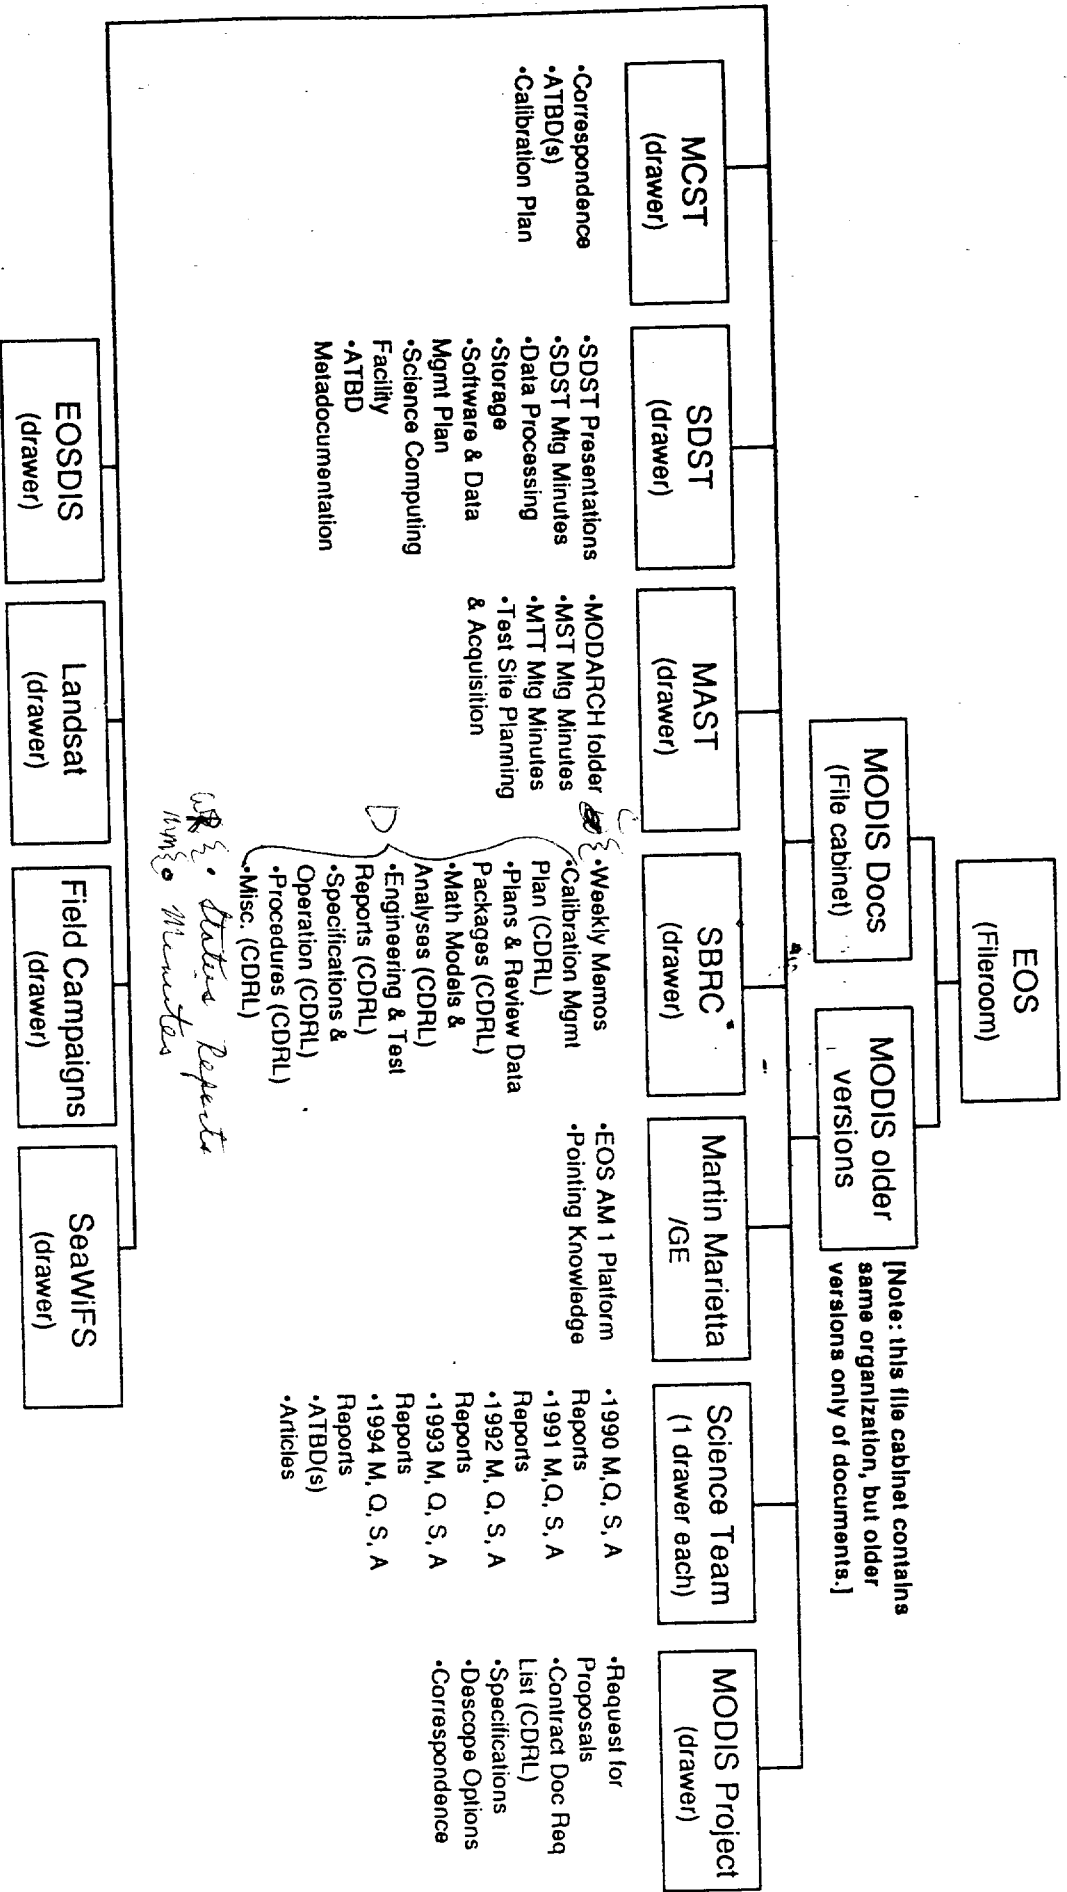 EOS
(Fileroom)
MODIS Docs
(File cabinet)
MODIS older
versions
[Note: this file cabinet contains
same organization, but older
versions only of documents.]
MCST
(drawer)
•Correspondence
•ATBD(s)
•Calibration Plan
SDST
(drawer)
•SDST Presentations
•SDST Mtg Minutes
•Data Processing
•Storage
•Software & Data
Mgmt Plan
•Science Computing
Facility
•ATBD
Metadocumentation
MAST
(drawer)
•MODARCH folder
•MST Mtg Minutes
•MTT Mtg Minutes
•Test Site Planning
& Acquisition
SBRC
(drawer)
C
•Weekly Memos
•Calibration Mgmt
Plan (CDRL)
•Plans & Review Data
Packages (CDRL)
•Math Models &
Analyses (CDRL)
•Engineering & Test
Reports (CDRL)
•Specifications &
Operation (CDRL)
•Procedures (CDRL)
•Misc. (CDRL)
D
• Status Reports
• Minutes
Martin Marietta
/GE
•EOS AM 1 Platform
•Pointing Knowledge
Science Team
(1 drawer each)
•1990 M,Q, S, A
Reports
•1991 M,Q, S, A
Reports
•1992 M, Q, S, A
Reports
•1993 M, Q, S, A
Reports
•1994 M, Q, S, A
Reports
•ATBD(s)
•Articles
MODIS Project
(drawer)
•Request for
Proposals
•Contract Doc Req
List (CDRL)
•Specifications
•Descope Options
•Correspondence
EOSDIS
(drawer)
Landsat
(drawer)
Field Campaigns
(drawer)
SeaWiFS
(drawer)